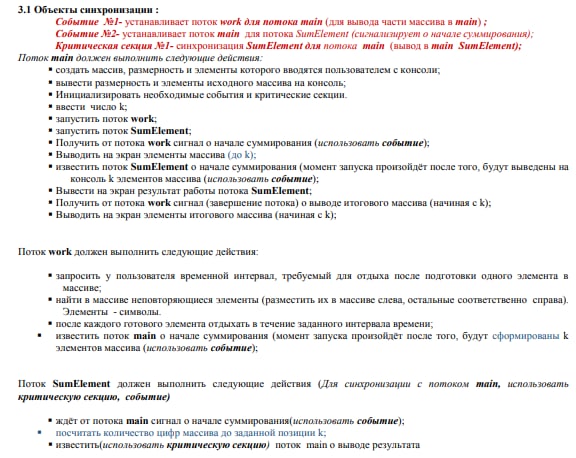 3.1 Объекты синхронизации :
Событие №1- устанавливает поток work для потока main (для вывода части массива в main) ;
Событие №2- устанавливает поток main для потока SumElement (сигнализирует о начале суммирования);
Критическая секция №1- синхронизация SumElement для потока main (вывод в main SumElement);
Поток main должен выполнить следующие действия:
▪ создать массив, размерность и элементы которого вводятся пользователем с консоли;
▪ вывести размерность и элементы исходного массива на консоль;
▪ Инициализировать необходимые события и критические секции.
▪ ввести число k;
▪ запустить поток work;
▪ запустить поток SumElement;
▪ Получить от потока work сигнал о начале суммирования (использовать событие);
▪ Выводить на экран элементы массива (до k);
▪ известить поток SumElement о начале суммирования (момент запуска произойдёт после того, будут выведены на
консоль k элементов массива (использовать событие);
▪ Вывести на экран результат работы потока SumElement;
▪ Получить от потока work сигнал (завершение потока) о выводе итогового массива (начиная с k);
▪ Выводить на экран элементы итогового массива (начиная с k);
Поток work должен выполнить следующие действия:
▪ запросить у пользователя временной интервал, требуемый для отдыха после подготовки одного элемента в
массиве;
▪ найти в массиве неповторяющиеся элементы (разместить их в массиве слева, остальные соответственно справа).
Элементы - символы.
▪ после каждого готового элемента отдыхать в течение заданного интервала времени;
▪ известить поток main о начале суммирования (момент запуска произойдёт после того, будут сформированы k
элементов массива (использовать событие);
Поток SumElement должен выполнить следующие действия (Для синхронизации с потоком main, использовать
критическую секцию, событие)
▪ ждёт от потока main сигнал о начале суммирования(использовать событие);
▪ посчитать количество цифр массива до заданной позиции k;
▪ известить(использовать критическую секцию) поток main о выводе результата